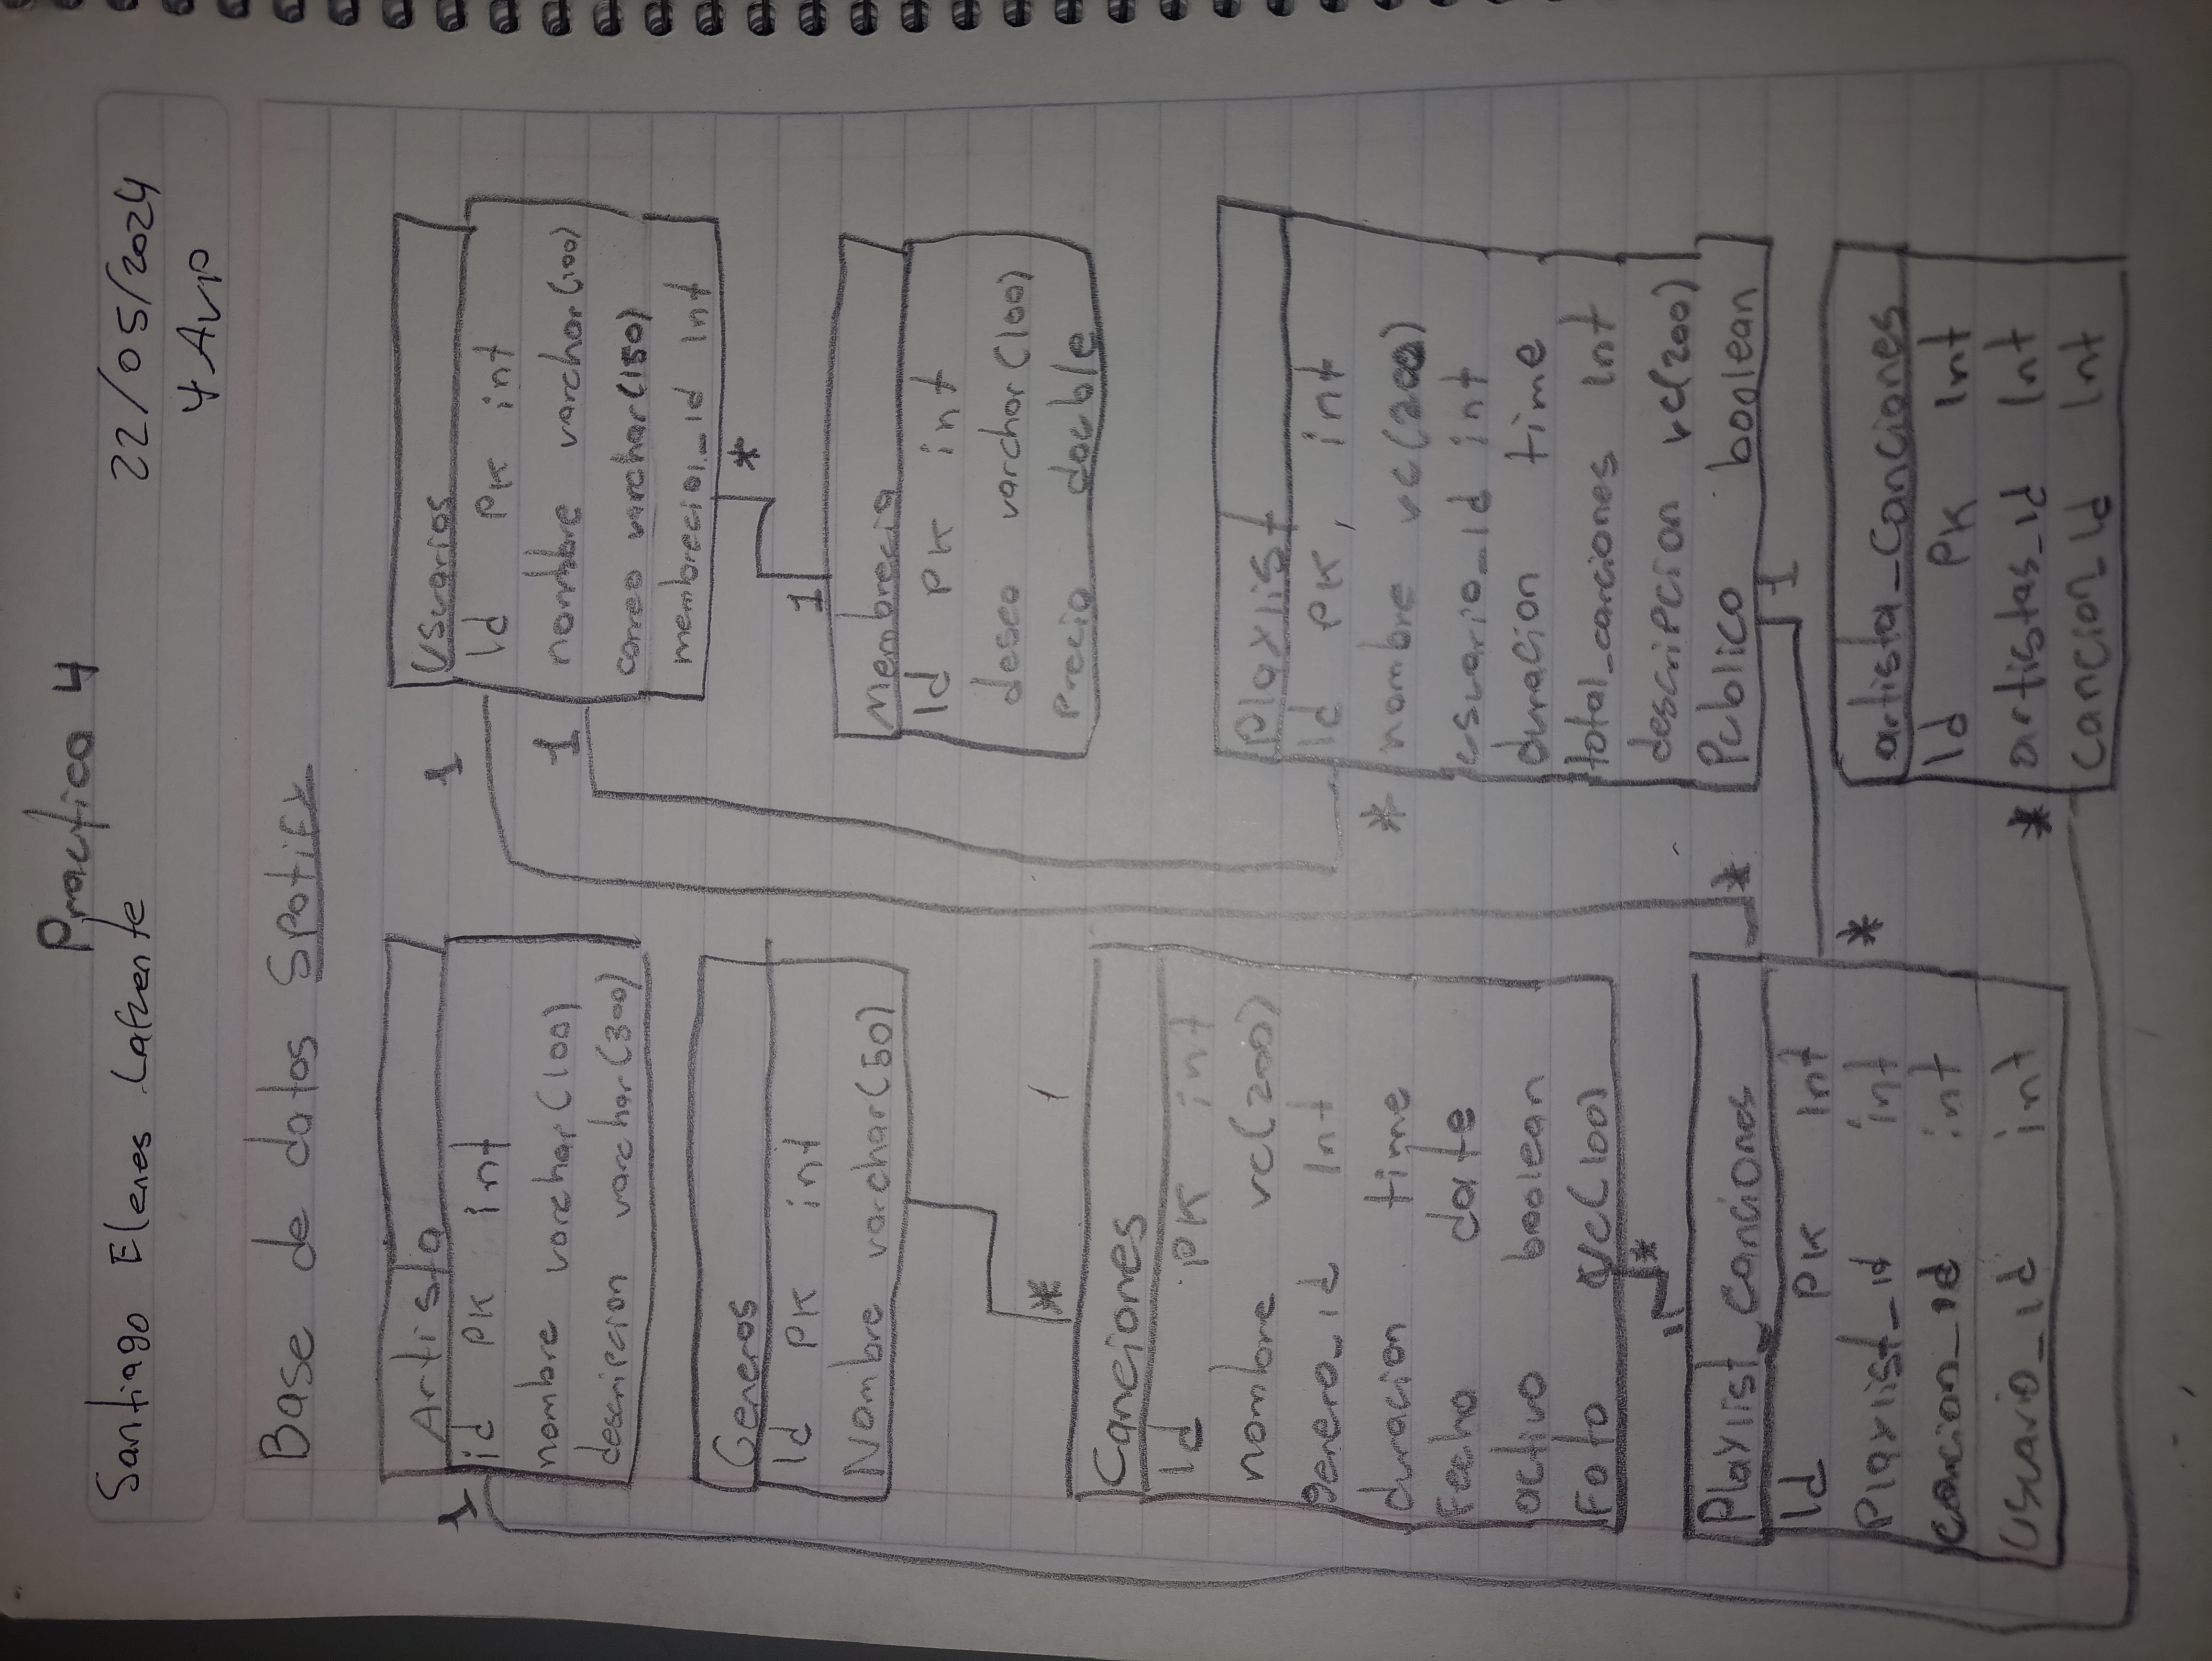 Practica 4
Santiago Elenes Lafuente 22/05/2024
4 AVP
Base de datos Spotify
Artista
1
id PK int
nombre varchar(100)
descripcion varchar(300)
Usuarios
1
Id PK int
1
nombre varchar(100)
correo varchar(150)
membrecia_id Int
*
1
Generos
Id PK int
Nombre varchar(50)
*
Membrecia
Id PK int
desco varchar(100)
Precio double
Canciones
Id PK int
nombre vc(200)
genero_id Int
duracion time
Fecha date
activo boolean
Foto vc(100)
*
Playlist
Id PK, int
* nombre vc(200)
usuario_id int
duracion time
total_canciones Int
descripcion vc(200)
Publico boolean
1
Playlist_canciones *
Id PK Int
Playlist_id int *
cancion_id int
Usuario_id int
artista_canciones
Id PK Int
* artistas_id Int
cancion_Id Int